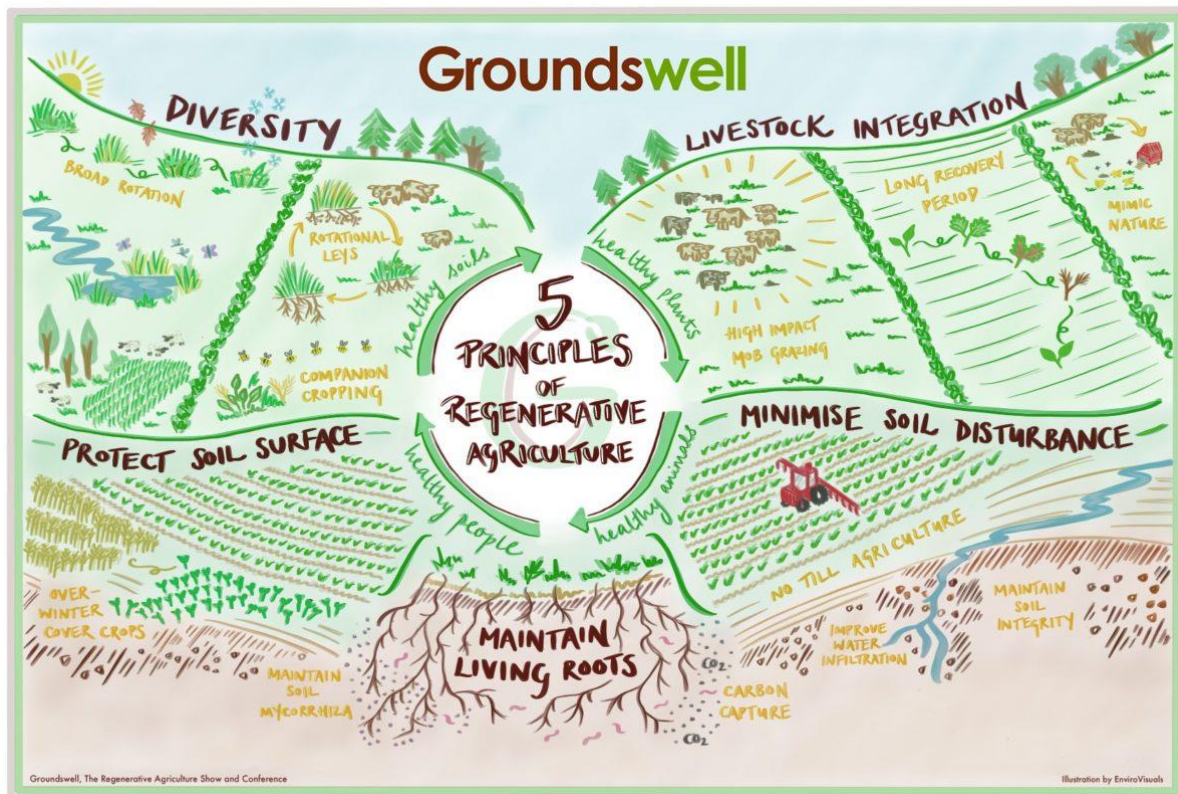 Groundswell
DIVERSITY
BROAD ROTATION
ROTATIONAL
LEYS
COMPANION
CROPPING
LIVESTOCK INTEGRATION
HIGH IMPACT
MOB GRAZING
LONG RECOVERY
PERIOD
MIMIC
NATURE
healthy soils
healthy plants
healthy animals
healthy people
5
PRINCIPLES
OF
REGENERATIVE
AGRICULTURE
PROTECT SOIL SURFACE
OVER-
WINTER
COVER CROPS
MAINTAIN
SOIL
MYCORRHIZA
MAINTAIN
LIVING ROOTS
CO2
CARBON
CAPTURE
CO2
MINIMISE SOIL DISTURBANCE
NO TILL AGRICULTURE
IMPROVE
WATER
INFILTRATION
MAINTAIN
SOIL
INTEGRITY
Groundswell, The Regenerative Agriculture Show and Conference
Illustration by EnviroVisuals